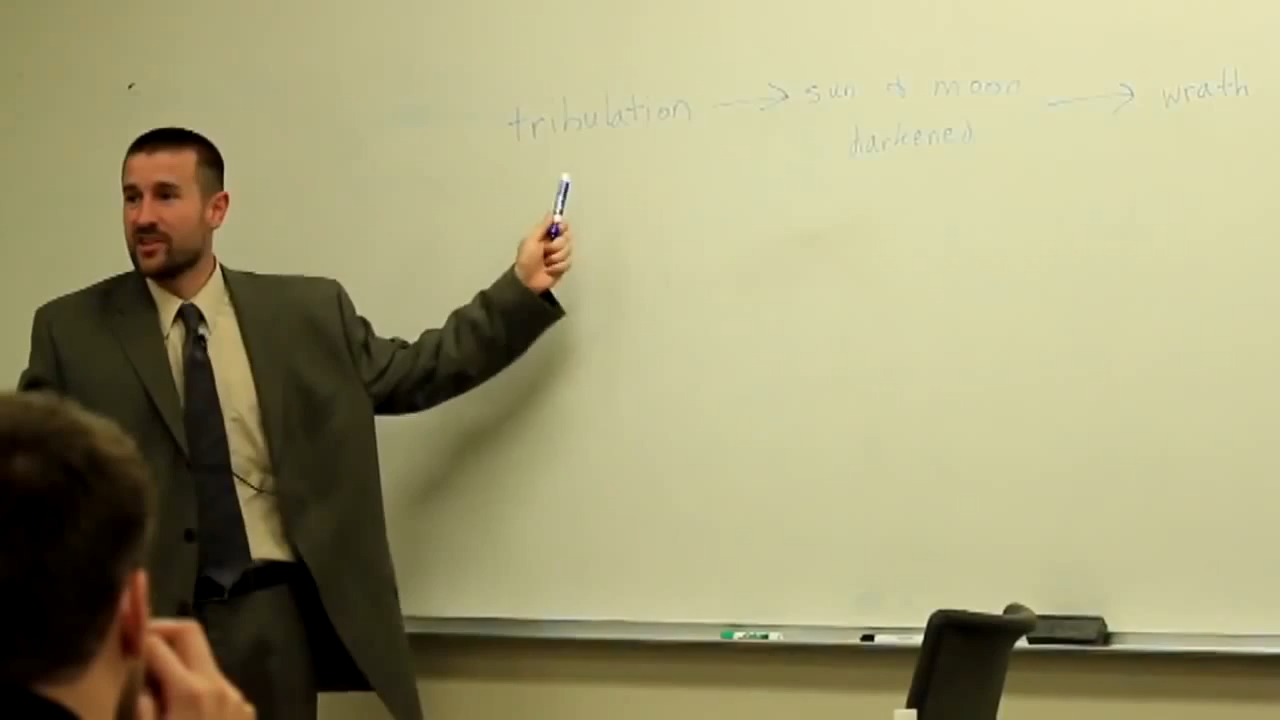 tribulation → sun & moon → wrath
darkened